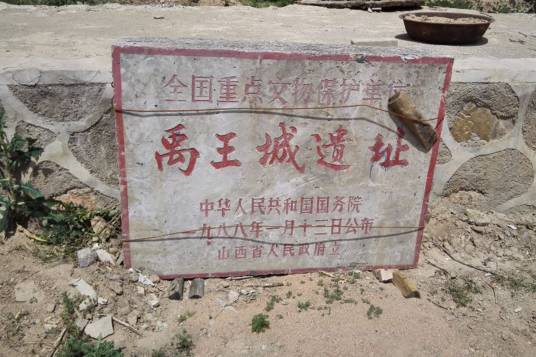 全国重点文物保护单位
禹王城遗址
中华人民共和国国务院
一九八八年一月十三日公布
山西省人民政府立